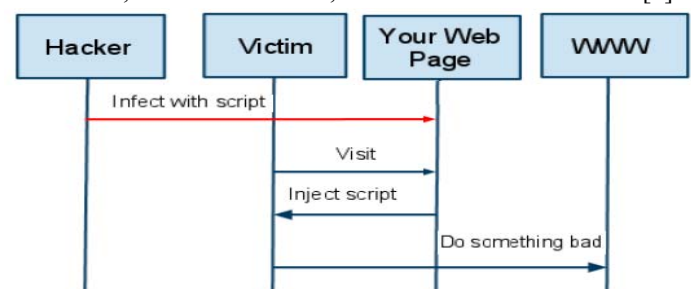 Hacker
Victim
Your Web
Page
WWW
Infect with script
Visit
Inject script
Do something bad